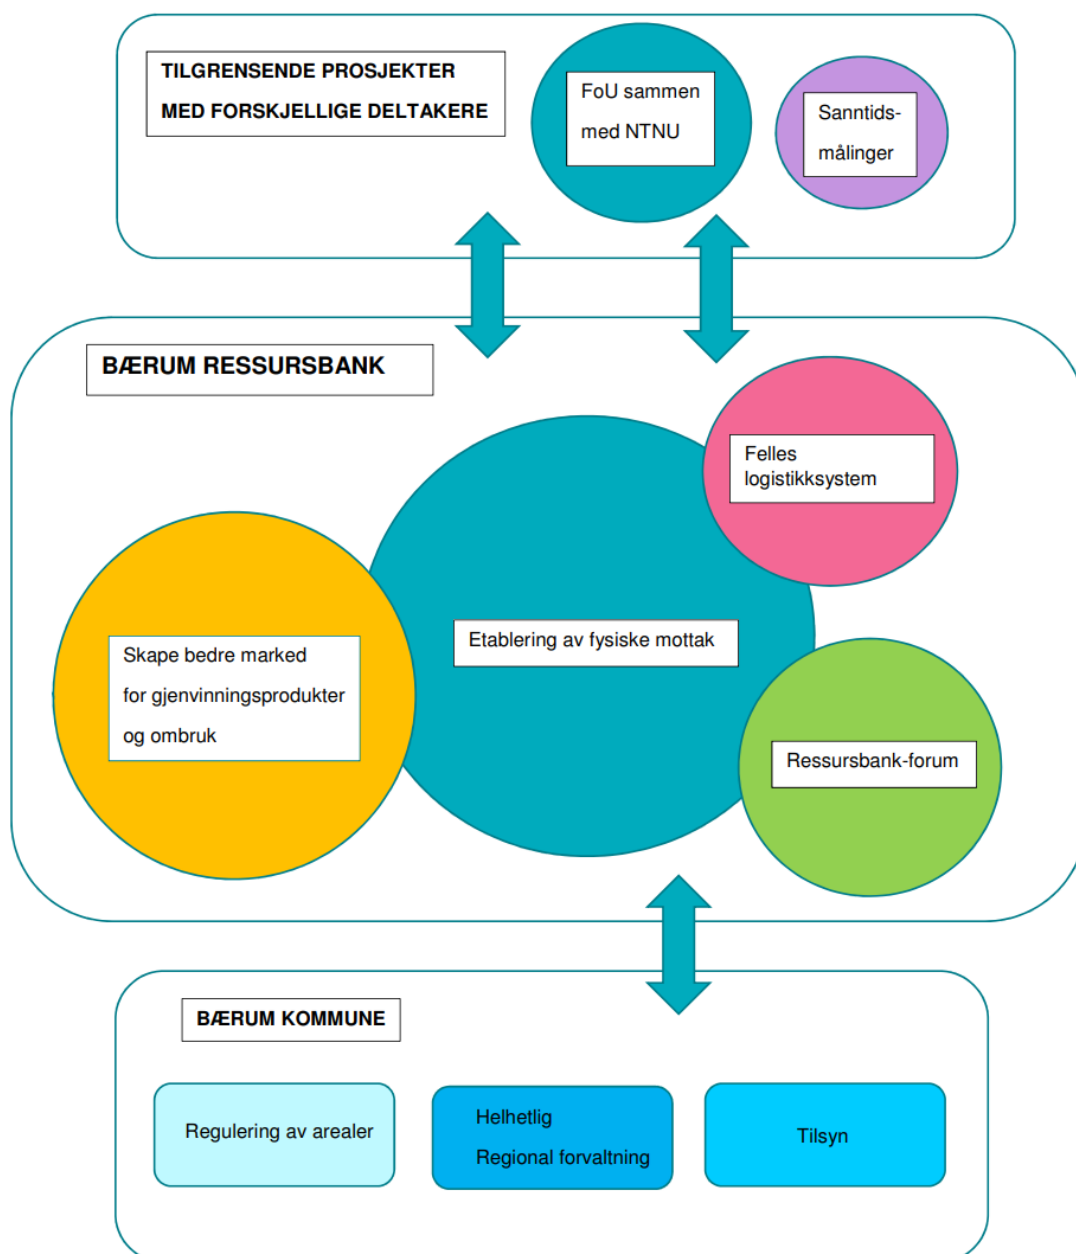 TILGRENSENDE PROSJEKTER
MED FORSKJELLIGE DELTAKERE
FoU sammen
med NTNU
Sanntids-
målinger
BÆRUM RESSURSBANK
Felles
logistikksystem
Etablering av fysiske mottak
Skape bedre marked
for gjenvinningsprodukter
og ombruk
Ressursbank-forum
BÆRUM KOMMUNE
Regulering av arealer
Helhetlig
Regional forvaltning
Tilsyn